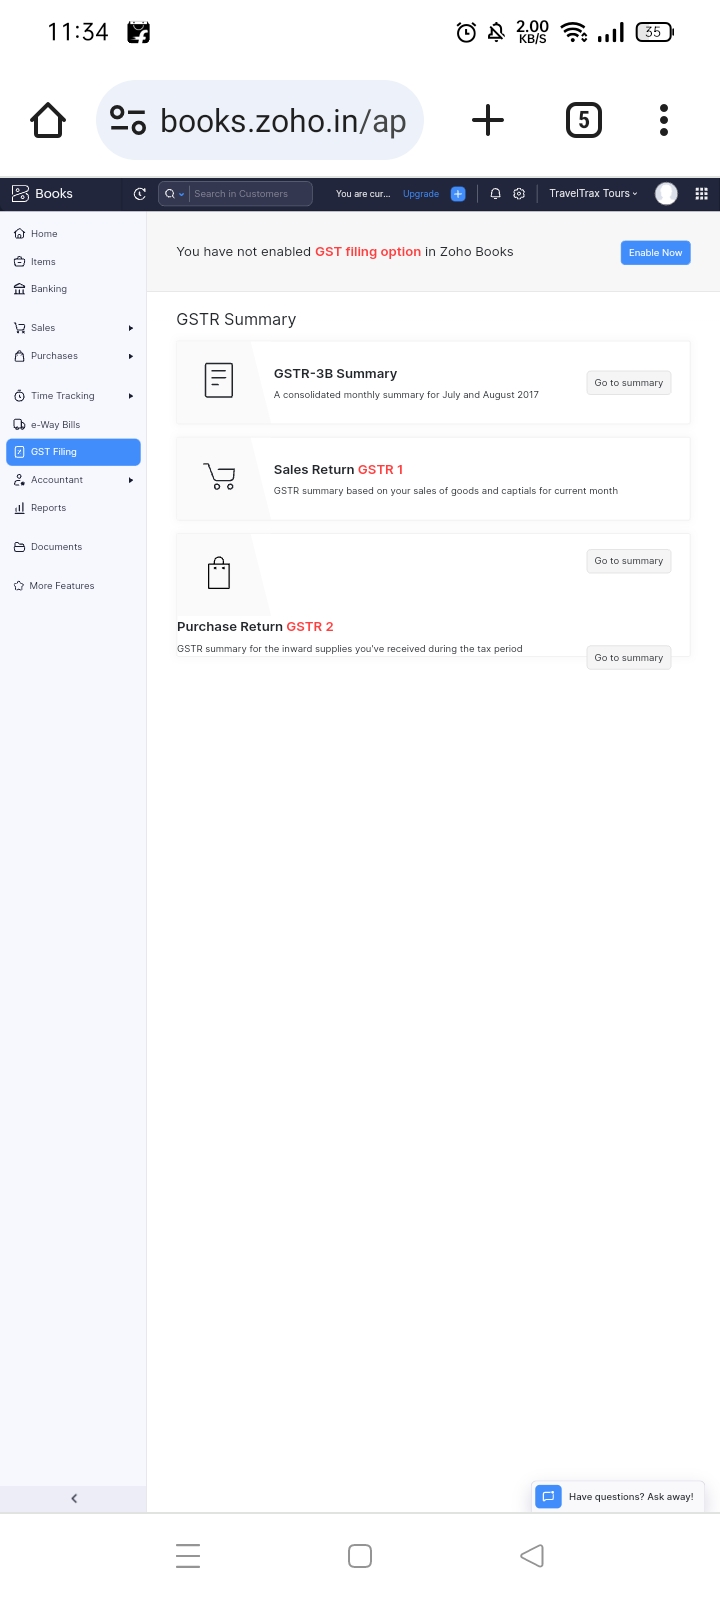 11:34
2.00
KB/S
35
books.zoho.in/ap
5
Books
Search in Customers
You are cur...
Upgrade
TravelTrax Tours
Home
Items
Banking
Sales
Purchases
Time Tracking
e-Way Bills
GST Filing
Accountant
Reports
Documents
More Features
You have not enabled GST filing option in Zoho Books
Enable Now
GSTR Summary
GSTR-3B Summary
A consolidated monthly summary for July and August 2017
Go to summary
Sales Return GSTR 1
GSTR summary based on your sales of goods and captials for current month
Go to summary
Purchase Return GSTR 2
GSTR summary for the inward supplies you've received during the tax period
Go to summary
Have questions? Ask away!